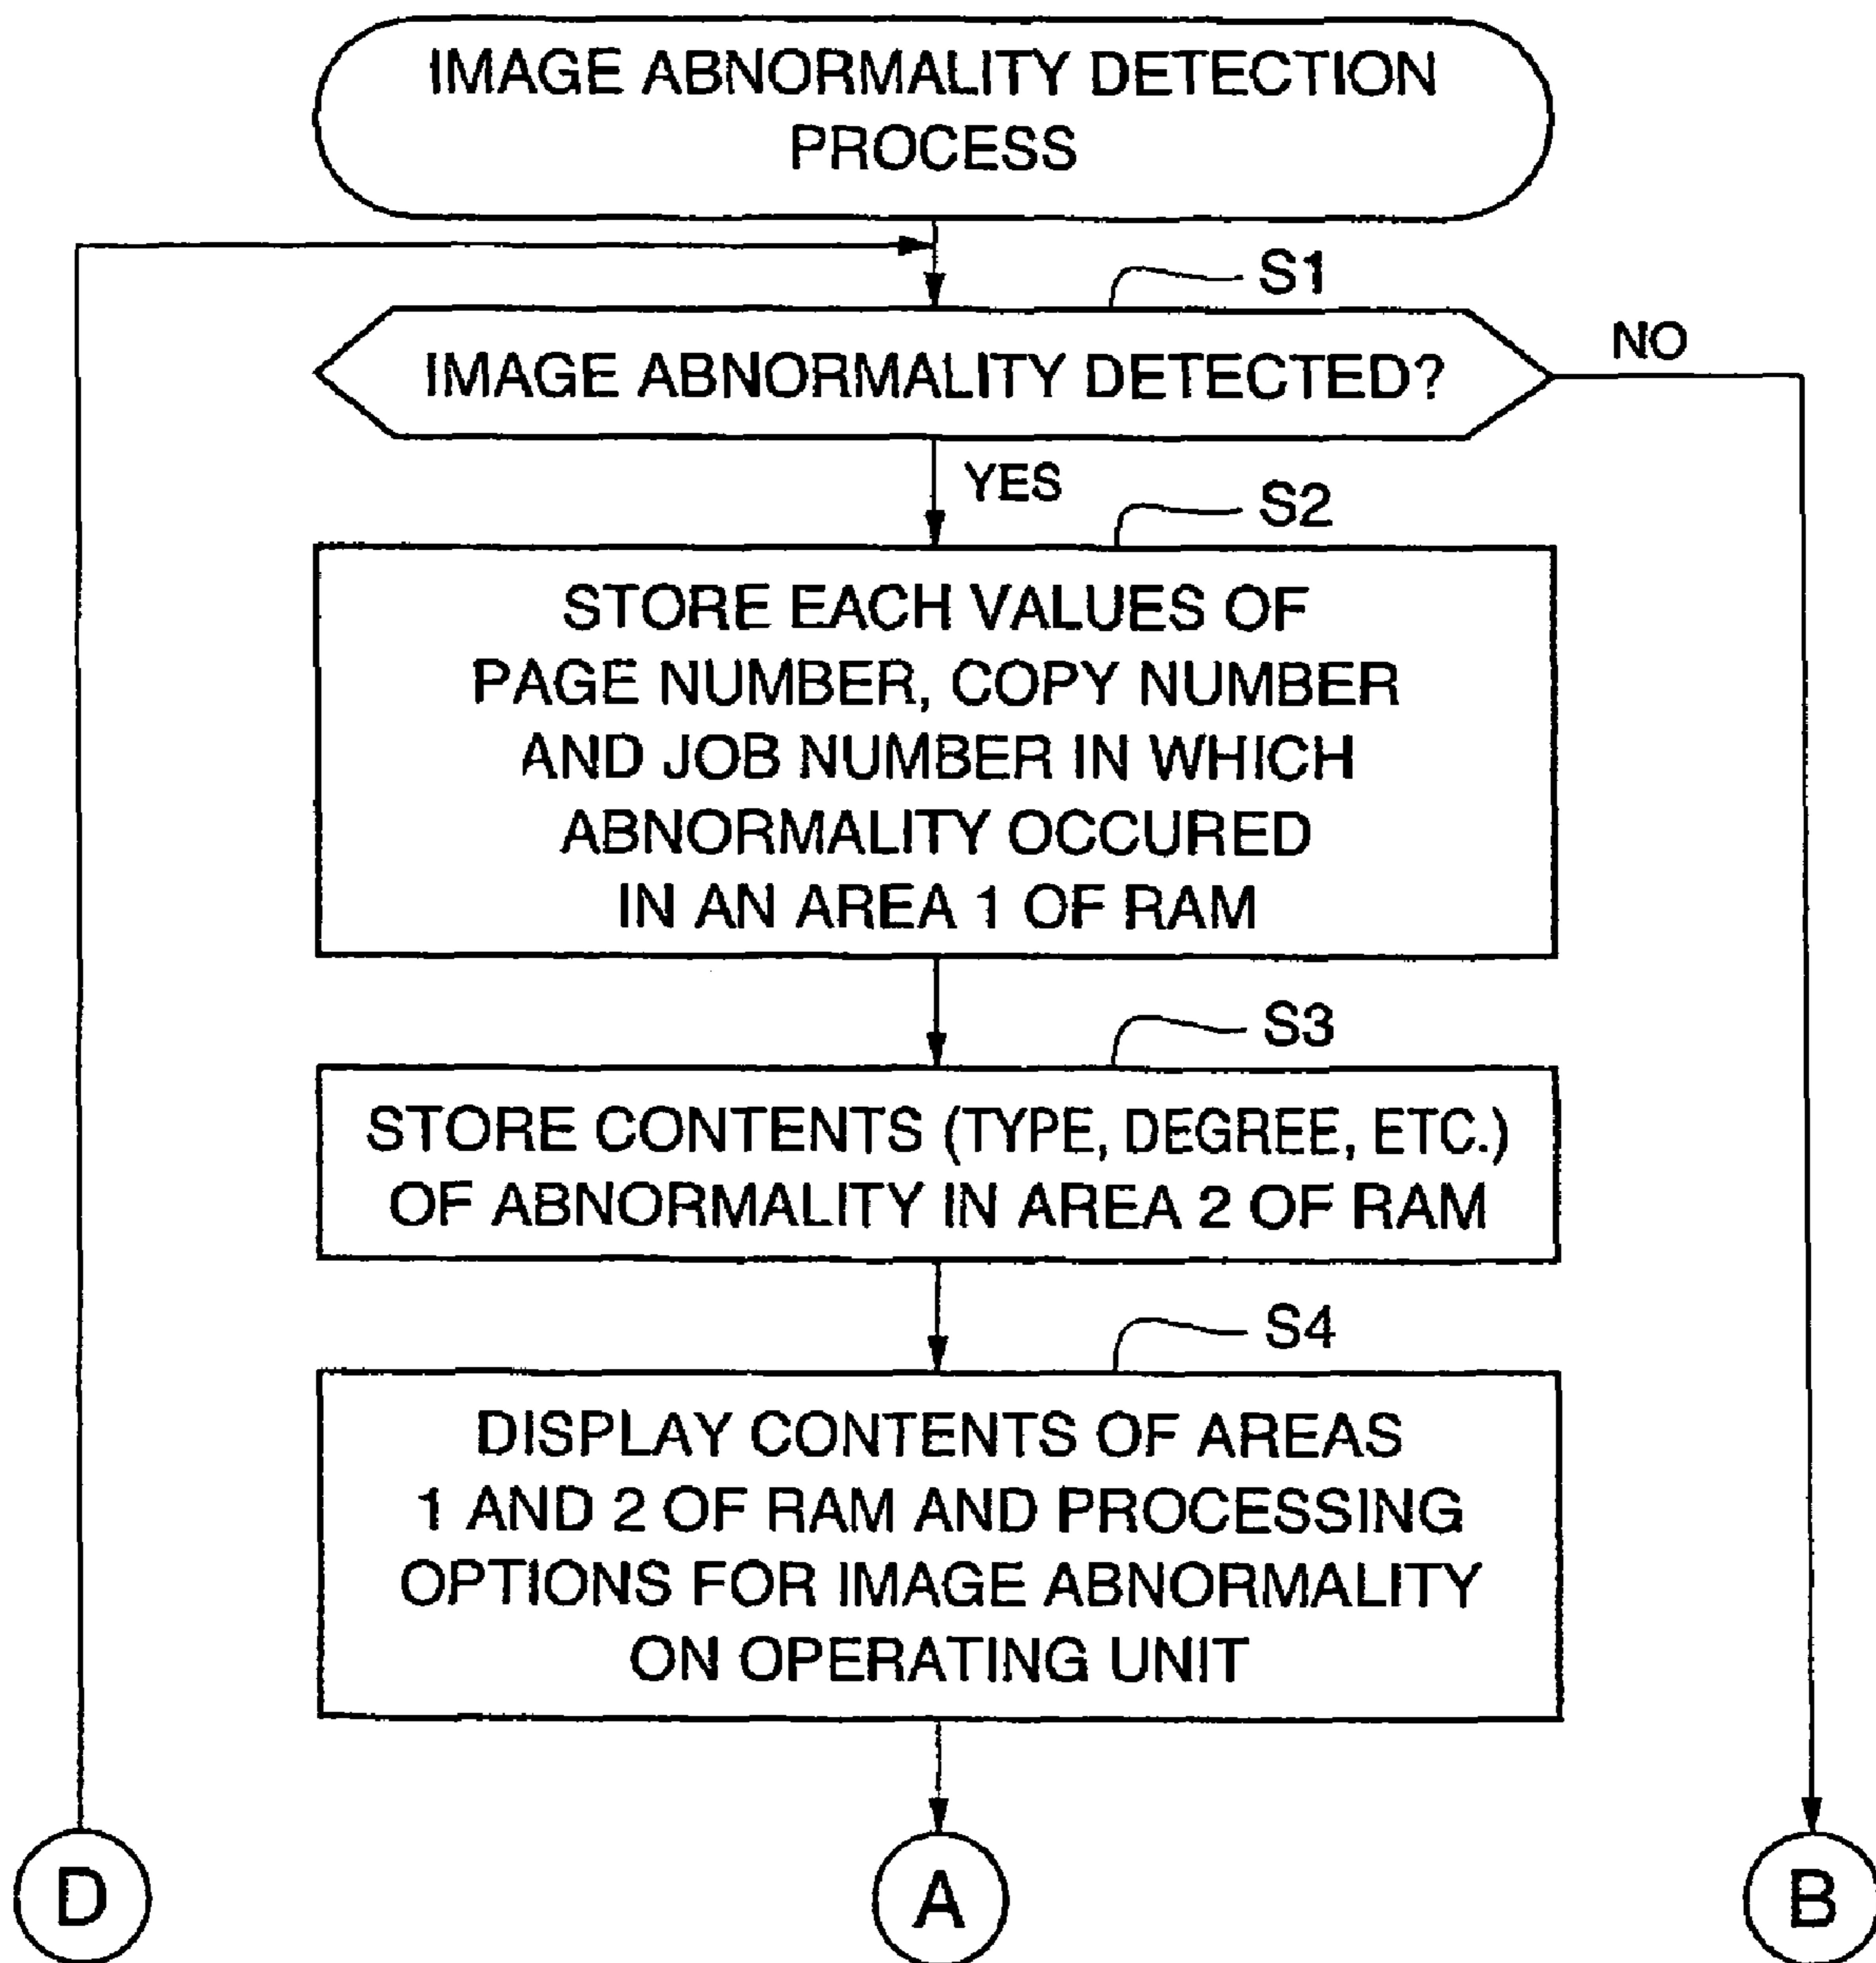 IMAGE ABNORMALITY DETECTION
PROCESS
S1
IMAGE ABNORMALITY DETECTED?
NO
YES
S2
STORE EACH VALUES OF
PAGE NUMBER, COPY NUMBER
AND JOB NUMBER IN WHICH
ABNORMALITY OCCURED
IN AN AREA 1 OF RAM
S3
STORE CONTENTS (TYPE, DEGREE, ETC.)
OF ABNORMALITY IN AREA 2 OF RAM
S4
DISPLAY CONTENTS OF AREAS
1 AND 2 OF RAM AND PROCESSING
OPTIONS FOR IMAGE ABNORMALITY
ON OPERATING UNIT
D
A
B